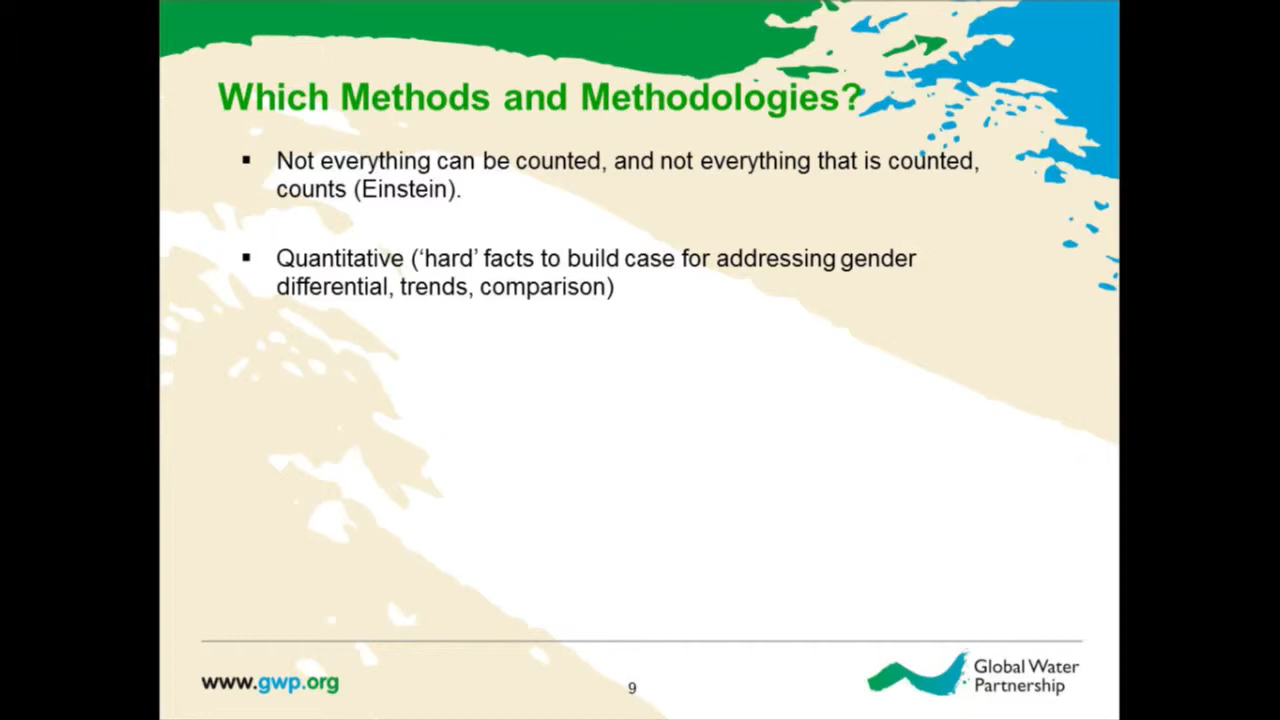 Which Methods and Methodologies?
▪ Not everything can be counted, and not everything that is counted,
counts (Einstein).
▪ Quantitative (‘hard’ facts to build case for addressing gender
differential, trends, comparison)
www.gwp.org
9
Global Water
Partnership